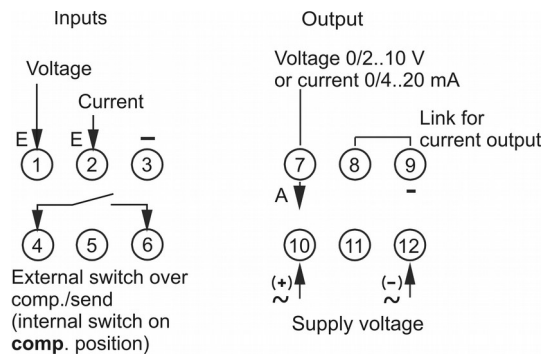 Inputs
Output
Voltage
Current
E
E
–
1
2
3
4
5
6
External switch over
comp./send
(internal switch on
comp. position)
Voltage 0/2..10 V
or current 0/4..20 mA
Link for
current output
7
8
9
A
-
10
11
12
(+)
~
(–)
~
Supply voltage